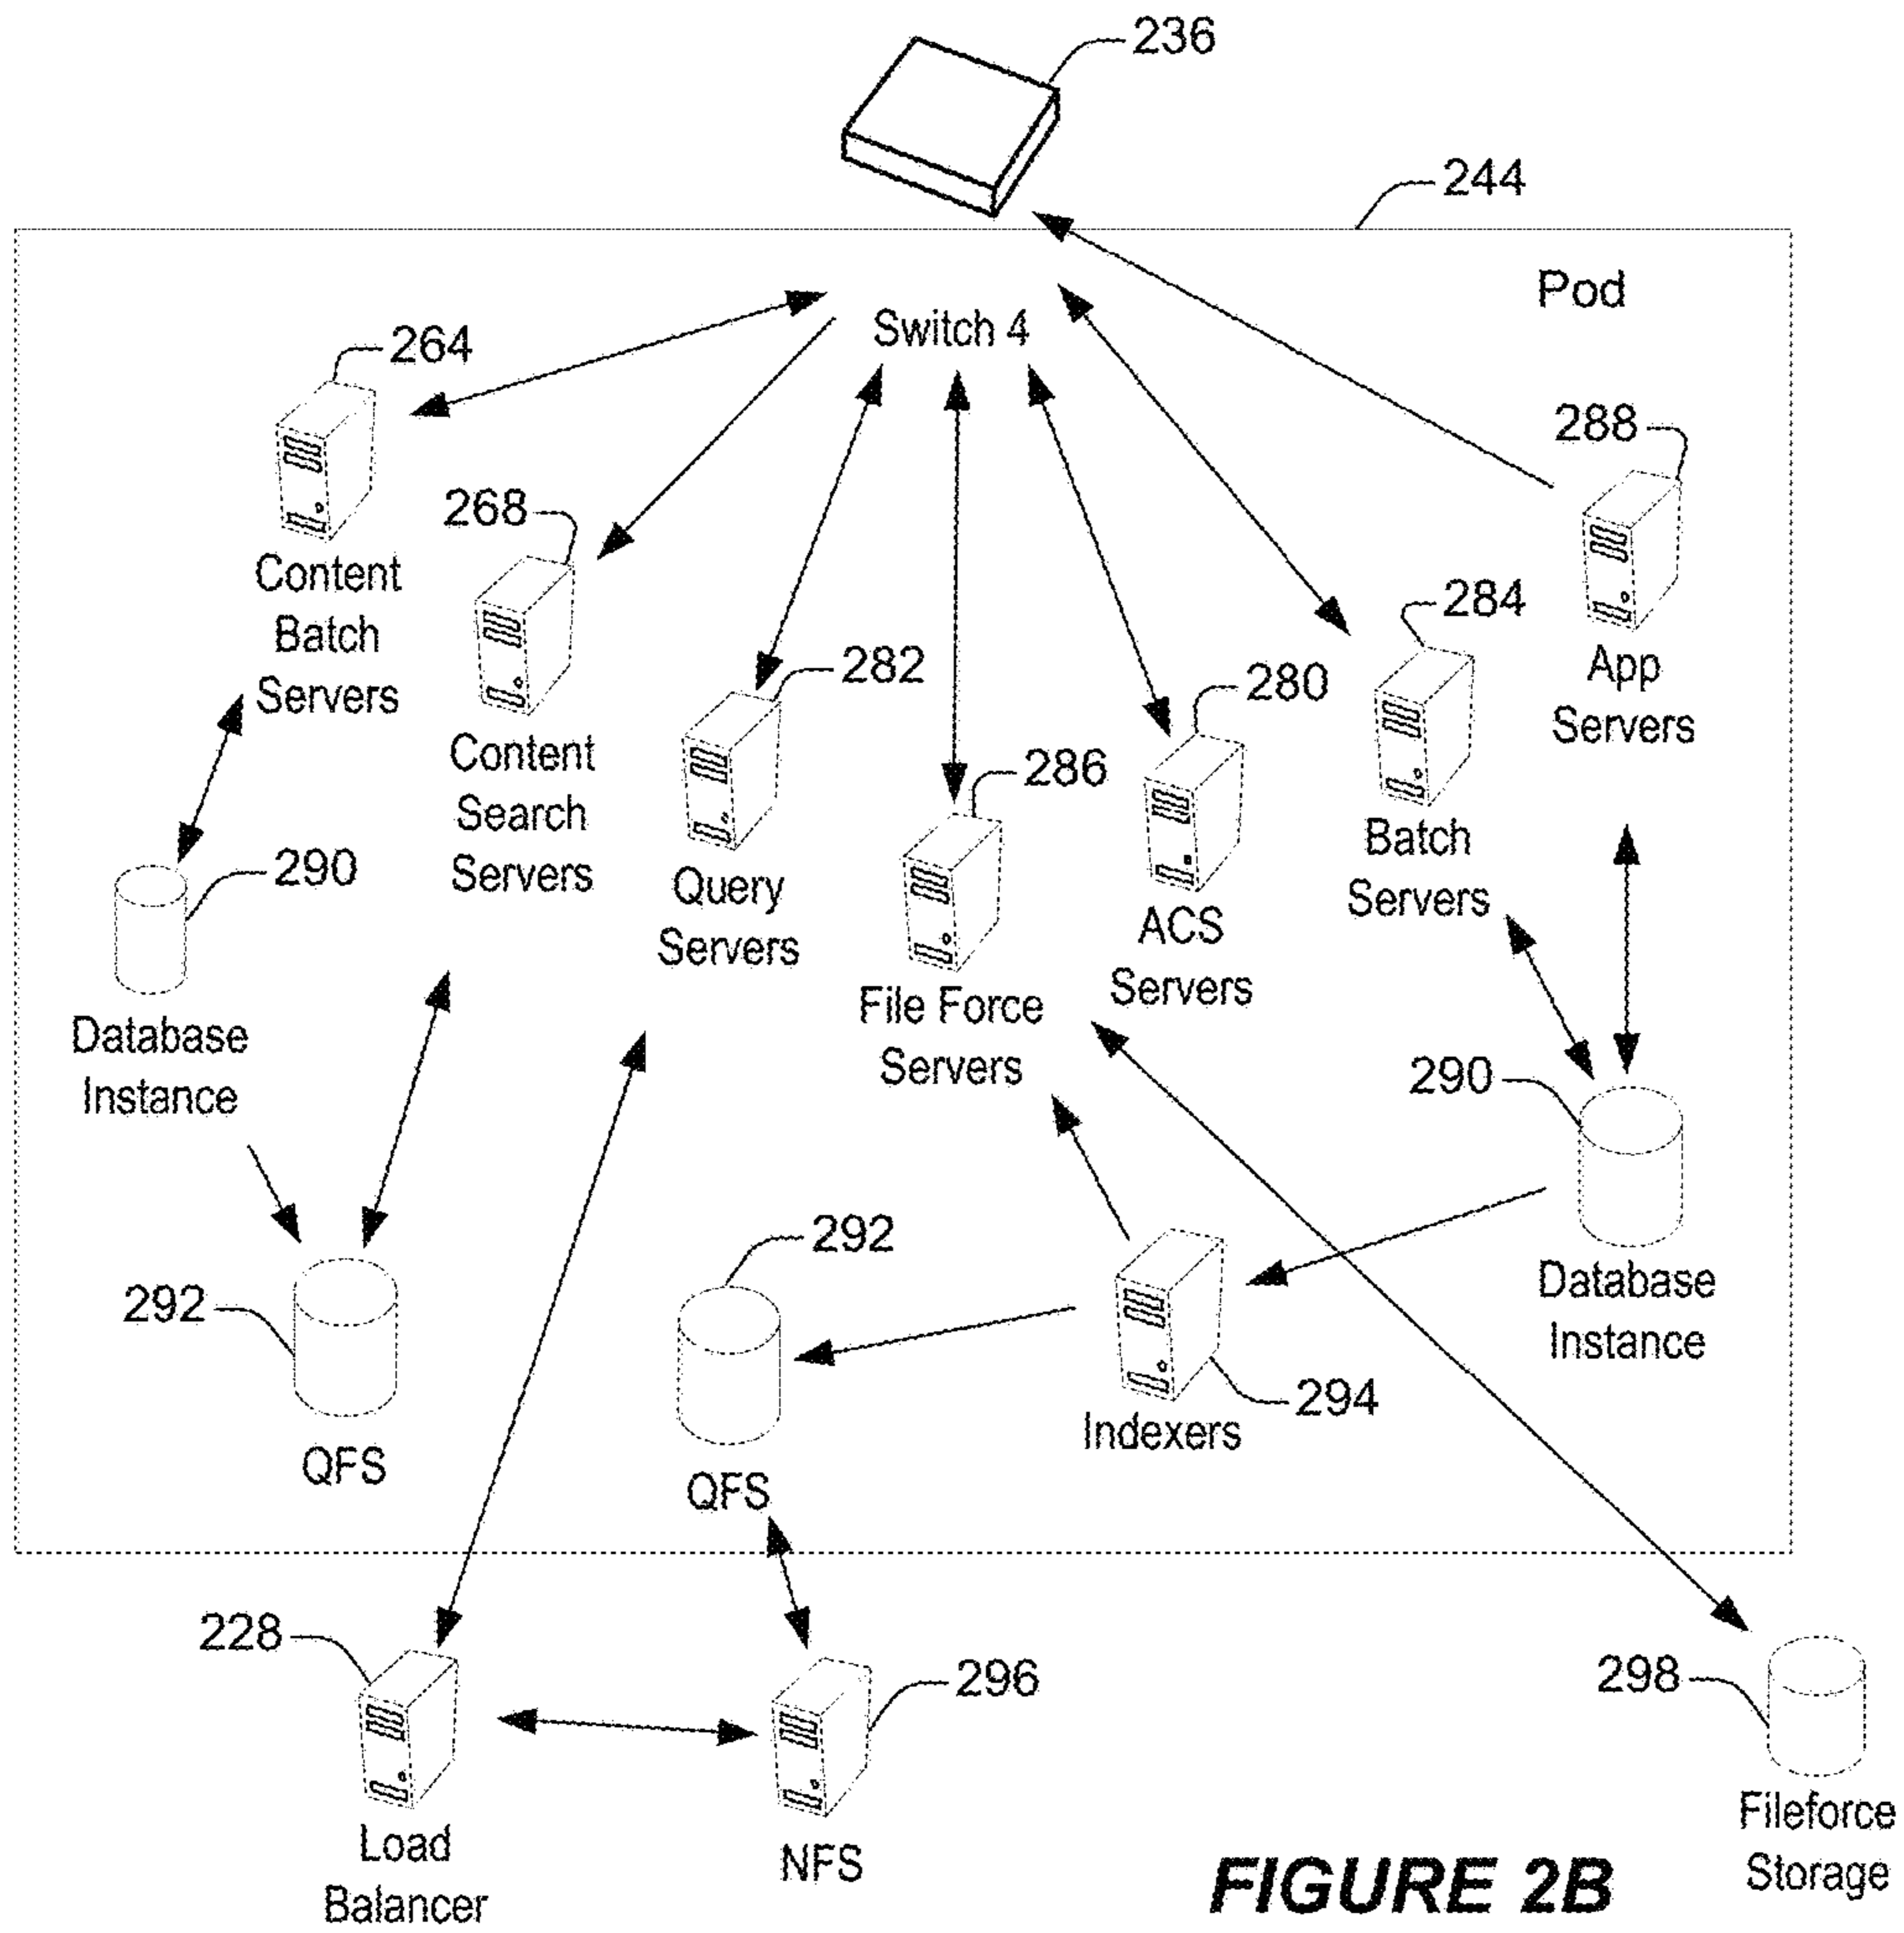 236
244
Pod
Switch 4
264
Content
Batch
Servers
268
Content
Search
Servers
282
Query
Servers
286
File Force
Servers
280
ACS
Servers
284
Batch
Servers
288
App
Servers
290
Database
Instance
290
Database
Instance
292
QFS
292
QFS
294
Indexers
228
Load
Balancer
296
NFS
298
Fileforce
Storage
FIGURE 2B